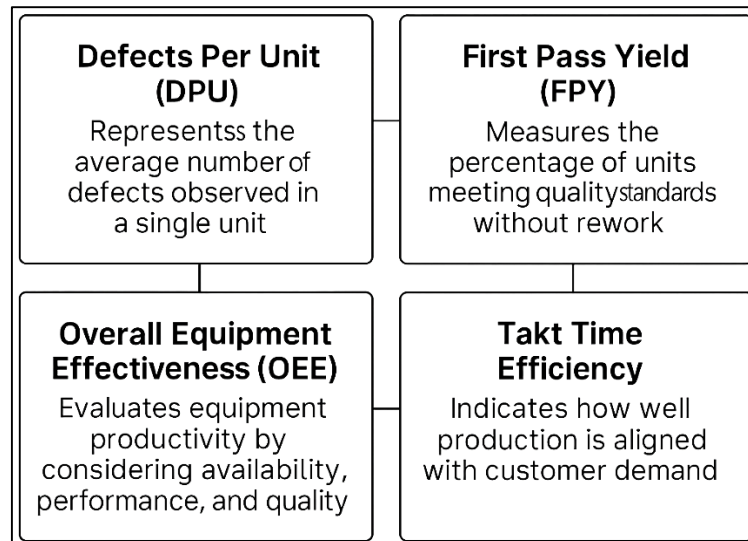 Defects Per Unit
(DPU)
Representss the
average number of
defects observed in
a single unit
First Pass Yield
(FPY)
Measures the
percentage of units
meeting quality standards
without rework
Overall Equipment
Effectiveness (OEE)
Evaluates equipment
productivity by
considering availability,
performance, and quality
Takt Time
Efficiency
Indicates how well
production is aligned
with customer demand